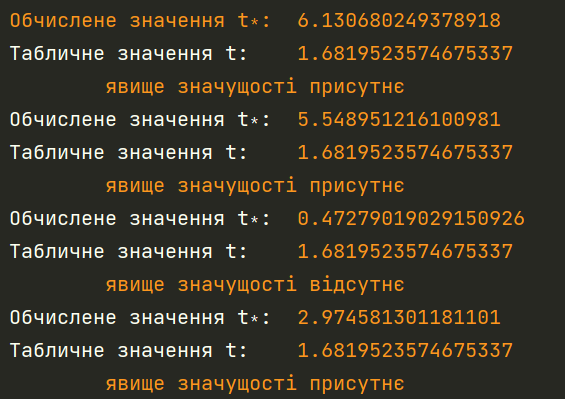 Обчислене значення t*: 6.130680249378918
Табличне значення t: 1.6819523574675337
явище значущості присутнє
Обчислене значення t*: 5.548951216100981
Табличне значення t: 1.6819523574675337
явище значущості присутнє
Обчислене значення t*: 0.47279019029150926
Табличне значення t: 1.6819523574675337
явище значущості відсутнє
Обчислене значення t*: 2.974581301181101
Табличне значення t: 1.6819523574675337
явище значущості присутнє